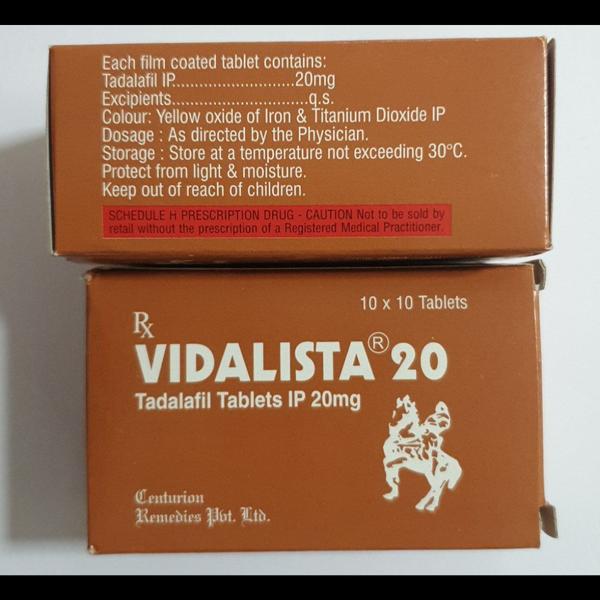 Each film coated tablet contains:
Tadalafil IP...........................20mg
Excipients..............................q.s.
Colour: Yellow oxide of Iron & Titanium Dioxide IP
Dosage : As directed by the Physician.
Storage : Store at a temperature not exceeding 30°C.
Protect from light & moisture.
Keep out of reach of children.
SCHEDULE H PRESCRIPTION DRUG - CAUTION Not to be sold by
retail without the prescription of a Registered Medical Practitioner.
10 x 10 Tablets
Rx
VIDALISTA® 20
Tadalafil Tablets IP 20mg
Centurion
Remedies Pvt. Ltd.